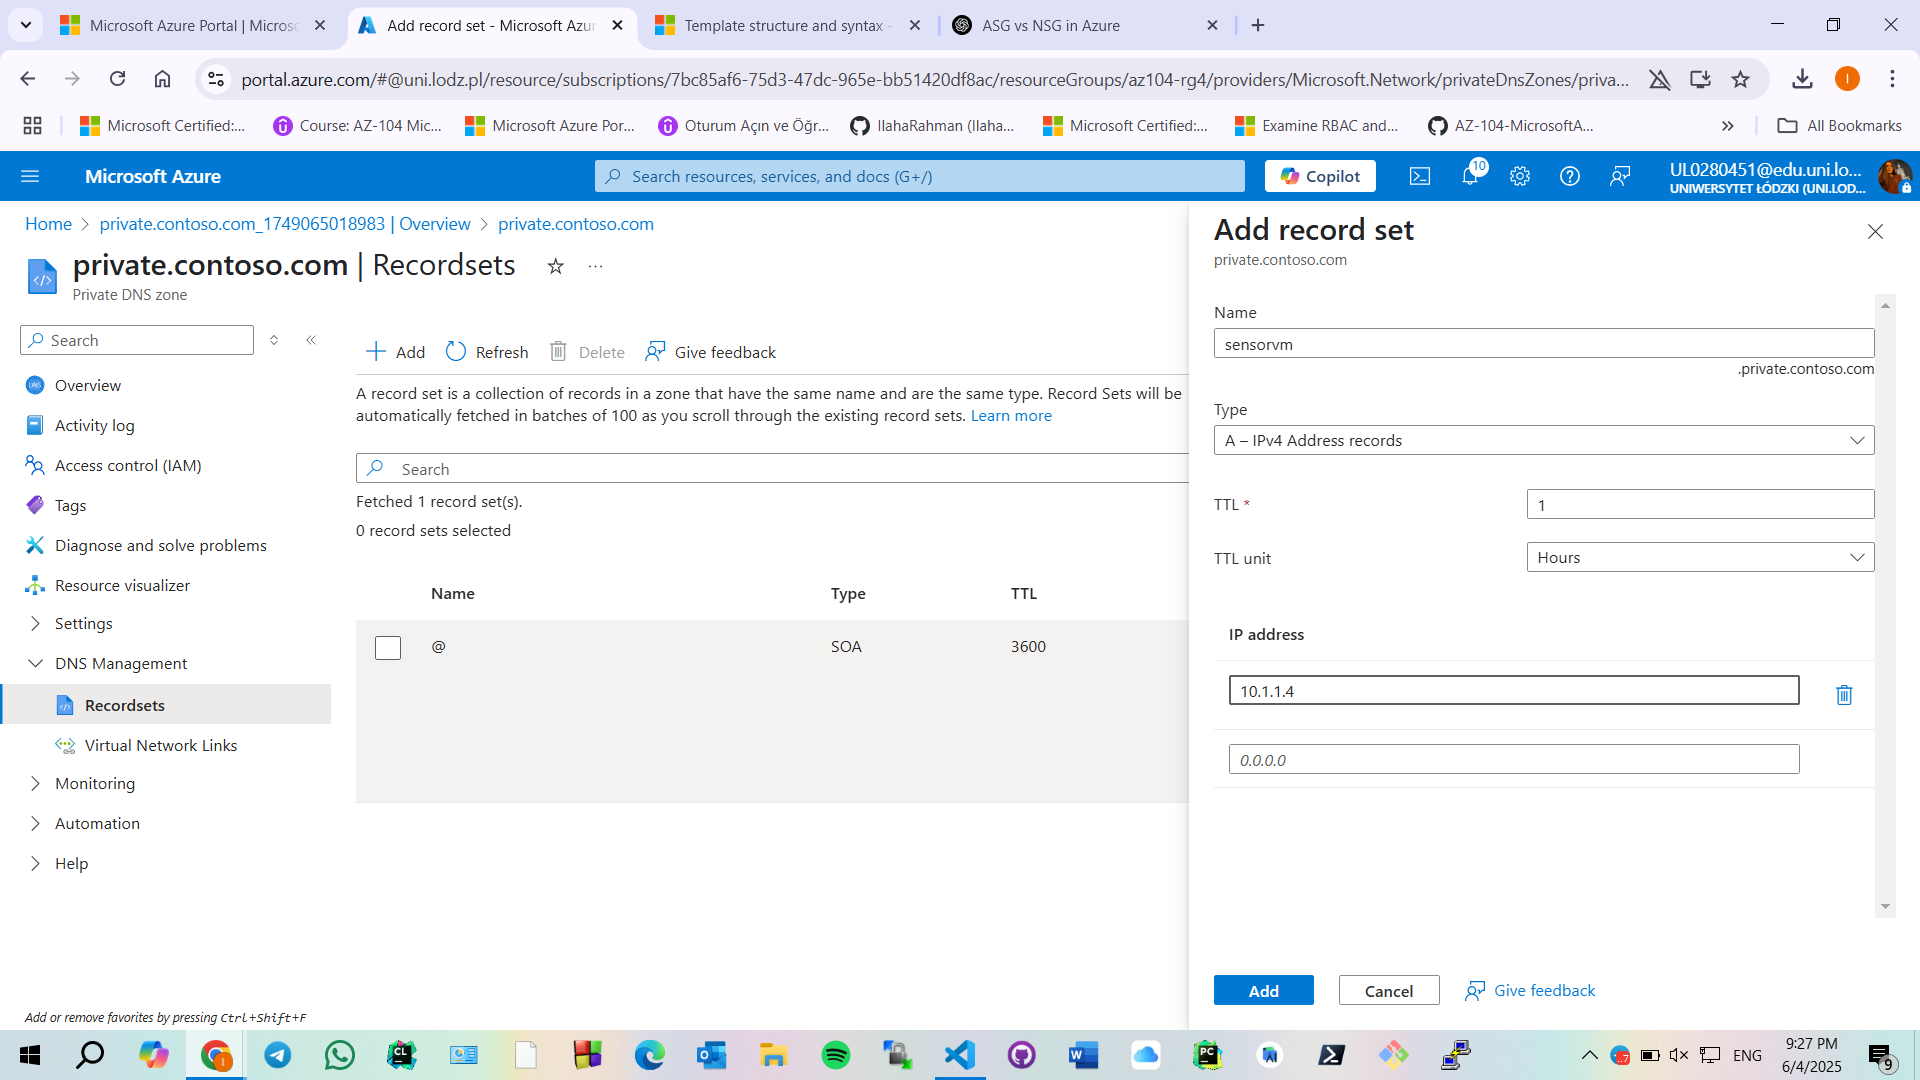 Microsoft Azure Portal | Microso
Add record set - Microsoft Azur
Template structure and syntax -
ASG vs NSG in Azure
portal.azure.com/#@uni.lodz.pl/resource/subscriptions/7bc85af6-75d3-47dc-965e-bb51420df8ac/resourceGroups/az104-rg4/providers/Microsoft.Network/privateDnsZones/priva...
I
Microsoft Certified:...
Course: AZ-104 Mic...
Microsoft Azure Por...
Oturum Açın ve Öğr...
IlahaRahman (Ilaha...
Microsoft Certified:...
Examine RBAC and...
AZ-104-MicrosoftA...
All Bookmarks
Microsoft Azure
Search resources, services, and docs (G+/)
Copilot
10
UL0280451@edu.uni.lo...
UNIWERSYTET ŁÓDZKI (UNI.LOD...
Home
private.contoso.com_1749065018983 | Overview
private.contoso.com
private.contoso.com | Recordsets
Private DNS zone
Search
Overview
Activity log
Access control (IAM)
Tags
Diagnose and solve problems
Resource visualizer
Settings
DNS Management
Recordsets
Virtual Network Links
Monitoring
Automation
Help
Add or remove favorites by pressing Ctrl+Shift+F
Add
Refresh
Delete
Give feedback
A record set is a collection of records in a zone that have the same name and are the same type. Record Sets will be
automatically fetched in batches of 100 as you scroll through the existing record sets. Learn more
Search
Fetched 1 record set(s).
0 record sets selected
Name Type TTL
@ SOA 3600
Add record set
private.contoso.com
Name
sensorvm
.private.contoso.com
Type
A – IPv4 Address records
TTL *
1
TTL unit
Hours
IP address
10.1.1.4
0.0.0.0
Add
Cancel
Give feedback
ENG
9:27 PM
6/4/2025
9